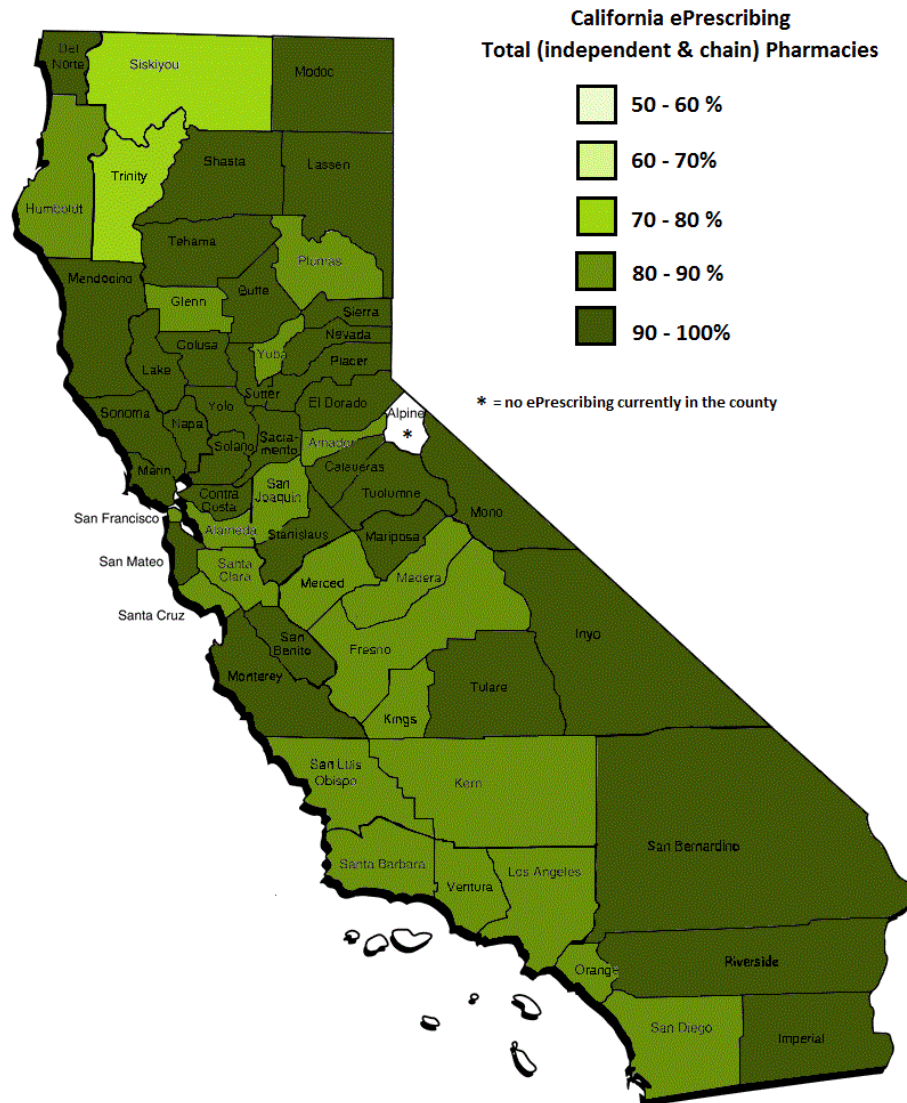 California ePrescribing
Total (independent & chain) Pharmacies
50 - 60 %
60 - 70%
70 - 80 %
80 - 90 %
90 - 100%
* = no ePrescribing currently in the county
Del
Norte
Siskiyou
Modoc
Trinity
Shasta
Lassen
Humbolut
Tehama
Plumas
Mendocino
Glenn
Butte
Sierra
Nevada
Colusa
Yuba
Placer
Lake
Sutter
El Dorado
Alpine
*
Sonoma
Napa
Yolo
Sacra-
mento
Amador
Solano
Calaveras
Marin
Contra
Costa
San
Joaquin
Tuolumne
Mono
San Francisco
Alameda
Stanislaus
Mariposa
San Mateo
Santa
Clara
Merced
Madera
Santa Cruz
San
Benito
Fresno
Inyo
Monterey
Tulare
Kings
San Luis
Obispo
Kern
San Bernardino
Santa Barbara
Ventura
Los Angeles
Orange
Riverside
San Diego
Imperial